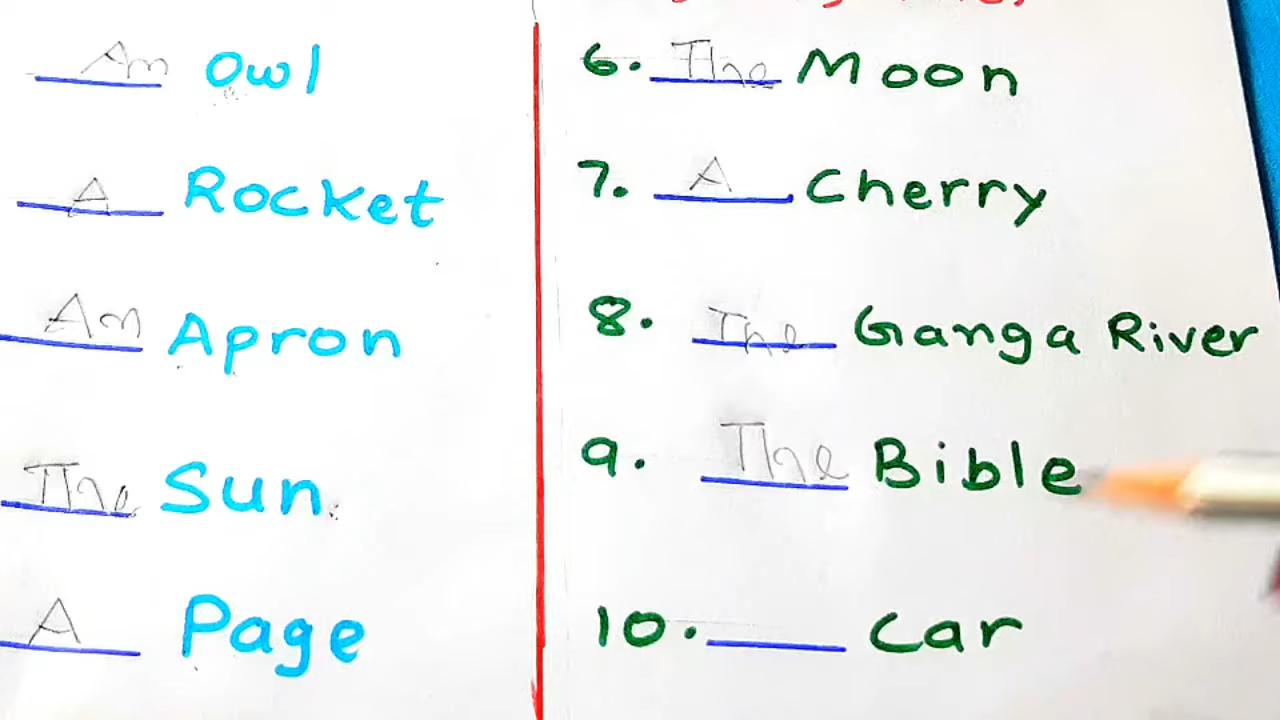 An Owl
A Rocket
An Apron
The Sun
A Page
6. The Moon
7. A Cherry
8. The Ganga River
9. The Bible
10. ___ Car